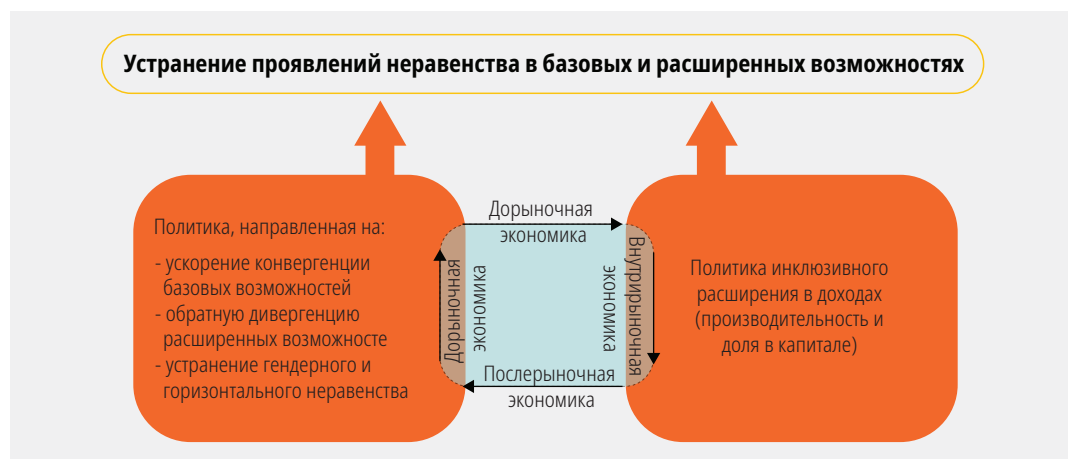 Устранение проявлений неравенства в базовых и расширенных возможностях
Политика, направленная на:
- ускорение конвергенции
базовых возможностей
- обратную дивергенцию
расширенных возможносте
- устранение гендерного и
горизонтального неравенства
Дорыночная
экономика
Дорыночная
экономика
Внутрирыночная
экономика
Послерыночная
экономика
Политика инклюзивного
расширения в доходах
(производительность и
доля в капитале)